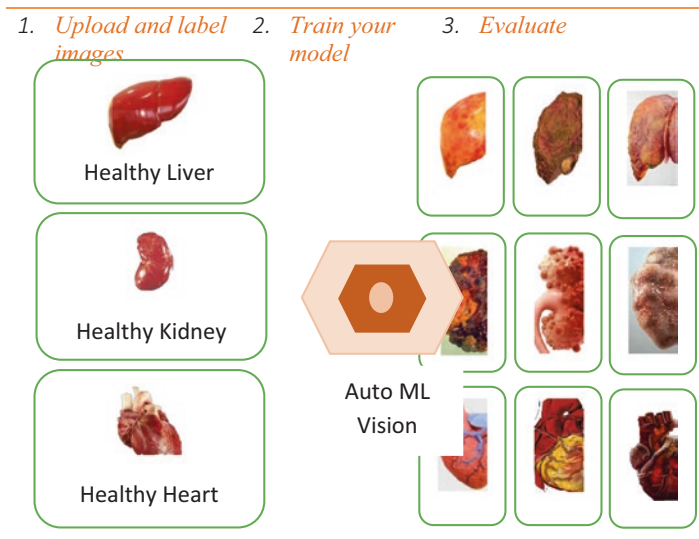 1. Upload and label images
2. Train your model
3. Evaluate
Healthy Liver
Healthy Kidney
Healthy Heart
Auto ML
Vision